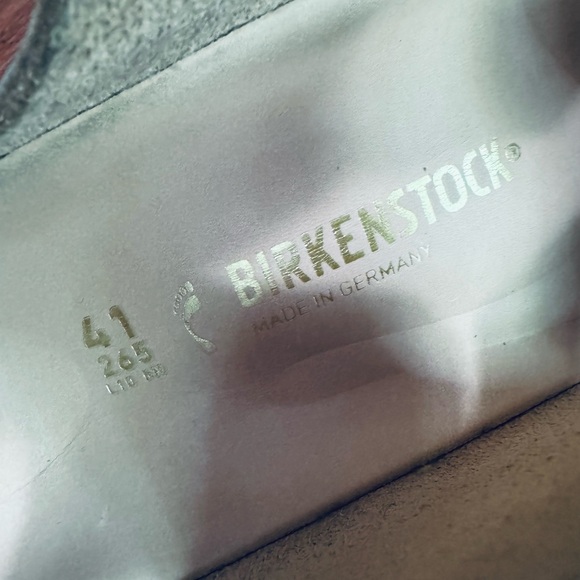 BIRKENSTOCK®
MADE IN GERMANY
41
265
L10 M8